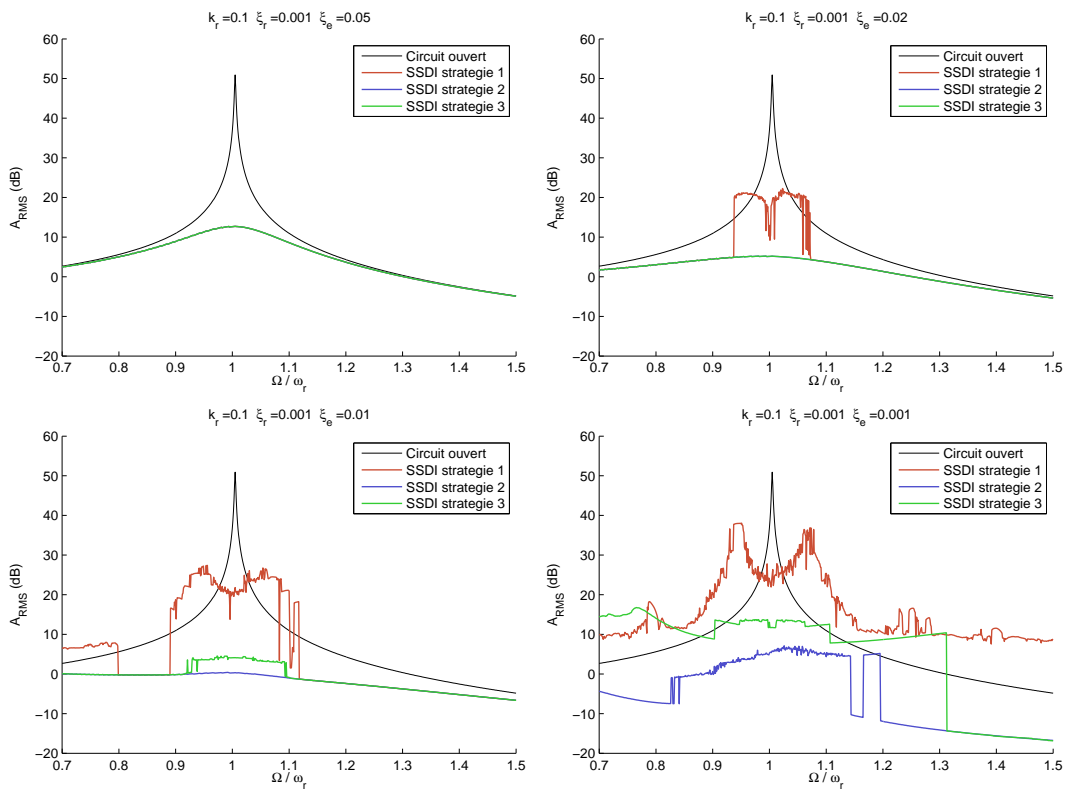 k_r =0.1 ξ_r=0.001 ξ_e=0.05
60
50
40
30
20
10
0
−10
−20
A_RMS (dB)
Circuit ouvert
SSDI strategie 1
SSDI strategie 2
SSDI strategie 3
0.7 0.8 0.9 1 1.1 1.2 1.3 1.4 1.5
Ω / ω_r
k_r =0.1 ξ_r=0.001 ξ_e=0.02
60
50
40
30
20
10
0
−10
−20
A_RMS (dB)
Circuit ouvert
SSDI strategie 1
SSDI strategie 2
SSDI strategie 3
0.7 0.8 0.9 1 1.1 1.2 1.3 1.4 1.5
Ω / ω_r
k_r =0.1 ξ_r=0.001 ξ_e=0.01
60
50
40
30
20
10
0
−10
−20
A_RMS (dB)
Circuit ouvert
SSDI strategie 1
SSDI strategie 2
SSDI strategie 3
0.7 0.8 0.9 1 1.1 1.2 1.3 1.4 1.5
Ω / ω_r
k_r =0.1 ξ_r=0.001 ξ_e=0.001
60
50
40
30
20
10
0
−10
−20
A_RMS (dB)
Circuit ouvert
SSDI strategie 1
SSDI strategie 2
SSDI strategie 3
0.7 0.8 0.9 1 1.1 1.2 1.3 1.4 1.5
Ω / ω_r